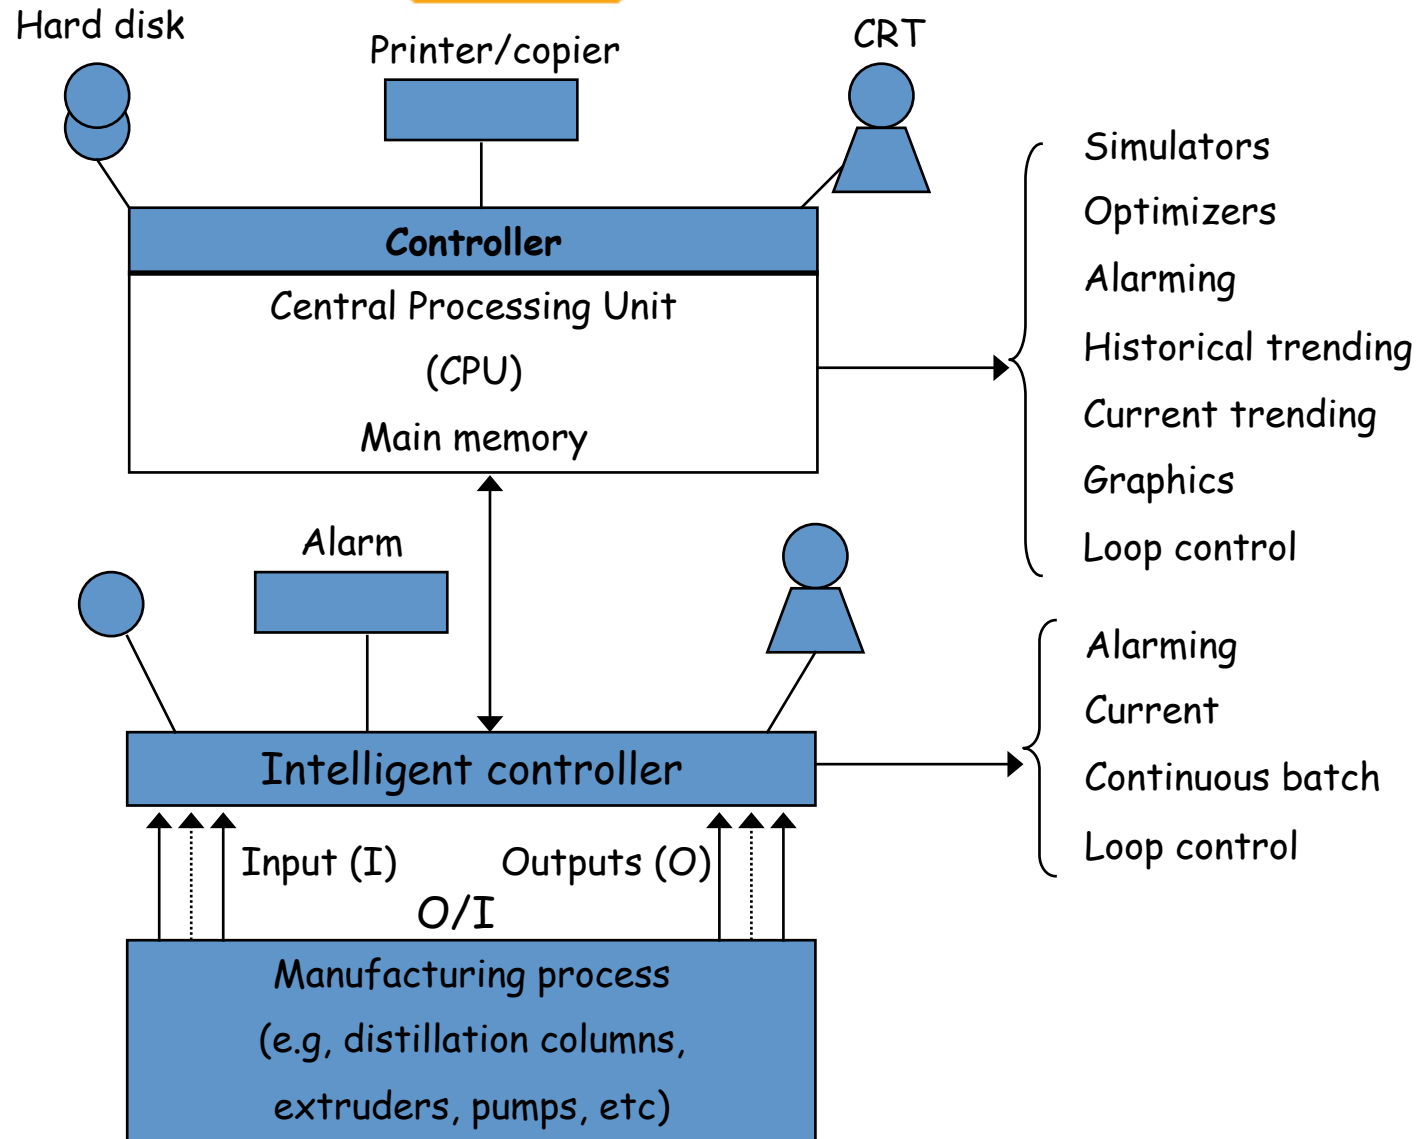 Hard disk
Printer/copier
CRT
Controller
Central Processing Unit
(CPU)
Main memory
Simulators
Optimizers
Alarming
Historical trending
Current trending
Graphics
Loop control
Alarm
Intelligent controller
Alarming
Current
Continuous batch
Loop control
Input (I)
Outputs (O)
O/I
Manufacturing process
(e.g, distillation columns,
extruders, pumps, etc)